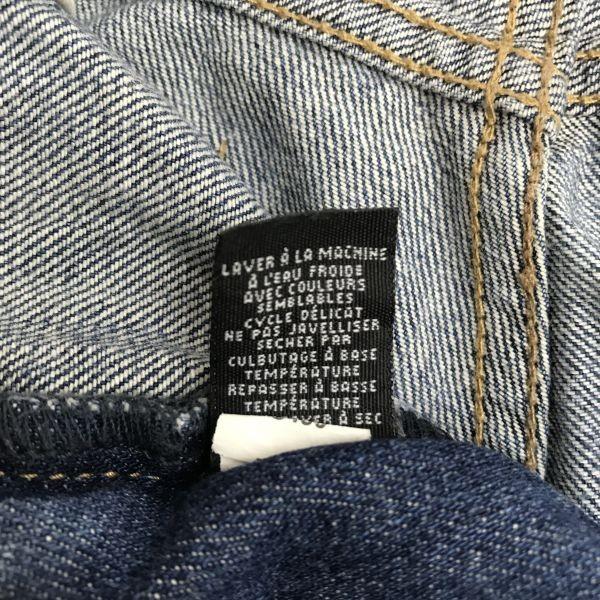 LAVER À LA MACHINE
À L'EAU FROIDE
AVEC COULEURS
SEMBLABLES
CYCLE DÉLICAT
NE PAS JAVELLISER
SECHER PAR
CULBUTAGE À BASE
TEMPÉRATURE
REPASSER À BASSE
TEMPÉRATURE
À SEC